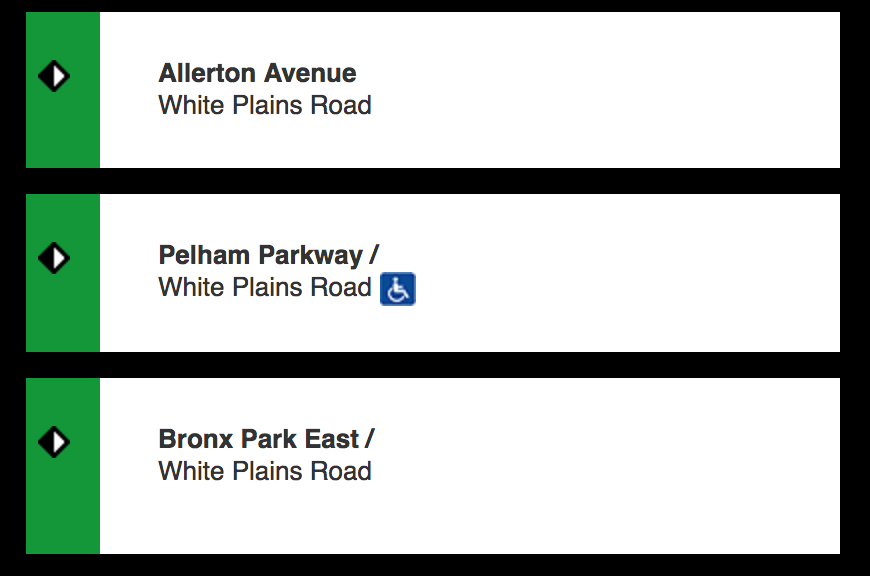 Allerton Avenue
White Plains Road
Pelham Parkway /
White Plains Road
Bronx Park East /
White Plains Road